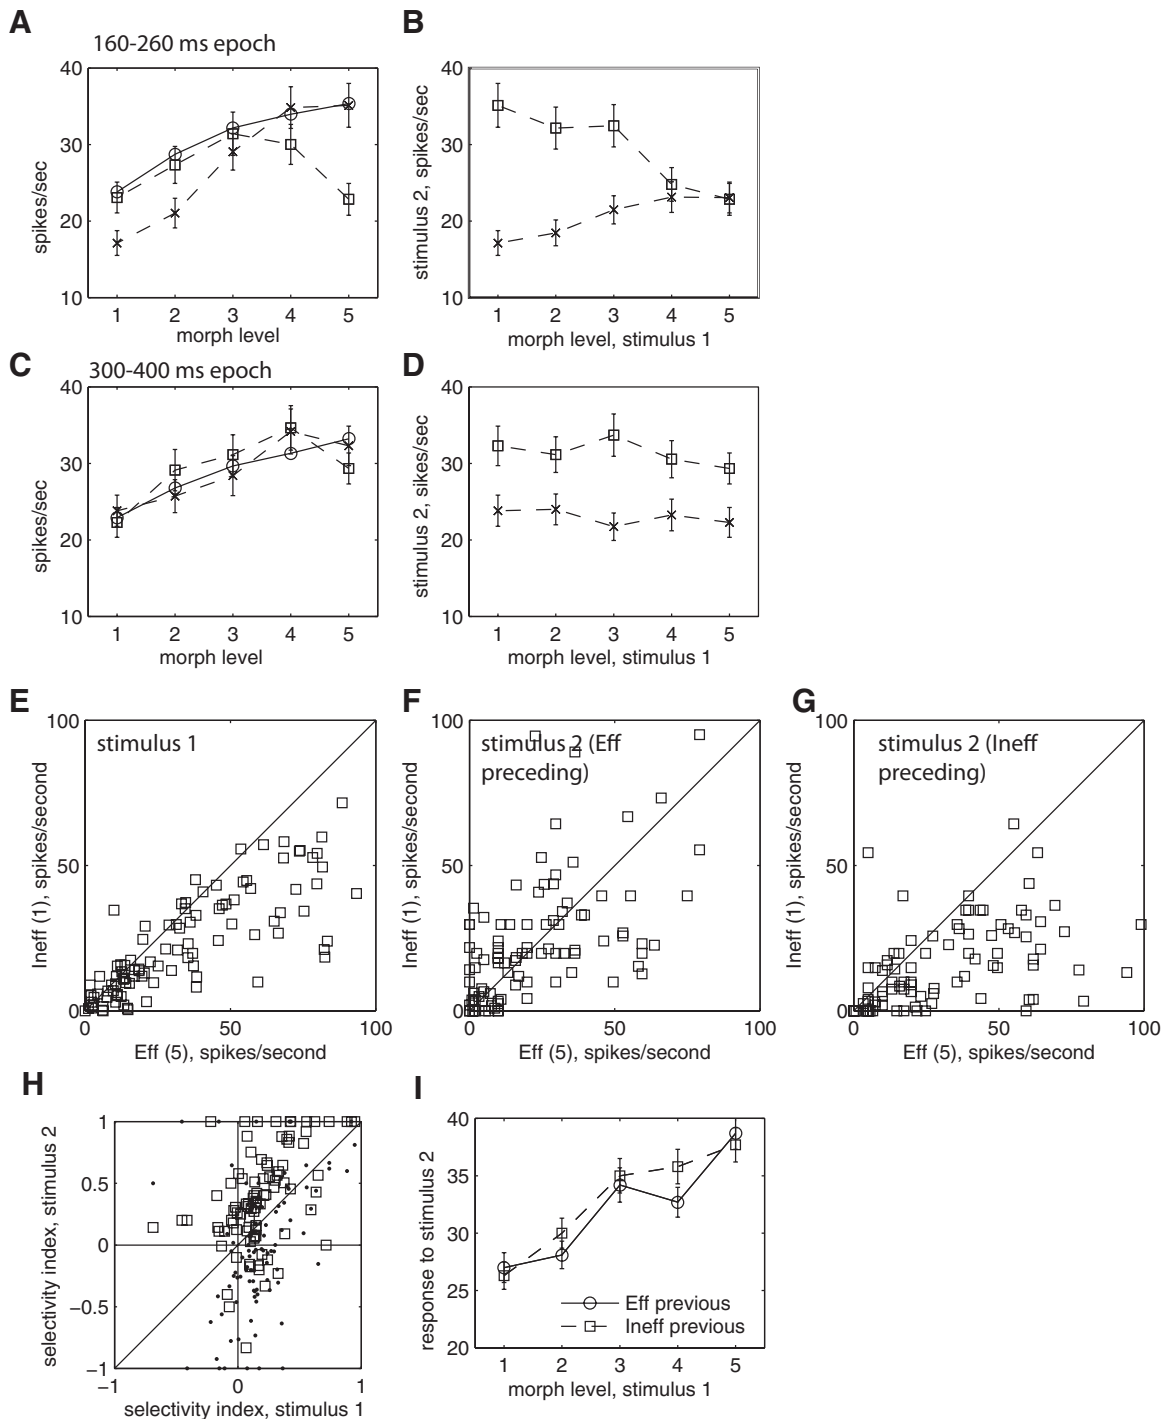 A
B
160-260 ms epoch
40
30
20
10
spikes/sec
1 2 3 4 5
morph level
40
30
20
10
stimulus 2, spikes/sec
1 2 3 4 5
morph level, stimulus 1
C
D
300-400 ms epoch
40
30
20
10
spikes/sec
1 2 3 4 5
morph level
40
30
20
10
stimulus 2, sikes/sec
1 2 3 4 5
morph level, stimulus 1
E
F
G
stimulus 1
100
50
0
Ineff (1), spikes/second
0 50 100
Eff (5), spikes/second
stimulus 2 (Eff
preceding)
100
50
0
Ineff (1), spikes/second
0 50 100
Eff (5), spikes/second
stimulus 2 (Ineff
preceding)
100
50
0
Ineff (1), spikes/second
0 50 100
Eff (5), spikes/second
H
I
1
0.5
0
−0.5
−1
selectivity index, stimulus 2
−1 0 1
selectivity index, stimulus 1
40
35
30
25
20
response to stimulus 2
Eff previous
Ineff previous
1 2 3 4 5
morph level, stimulus 1